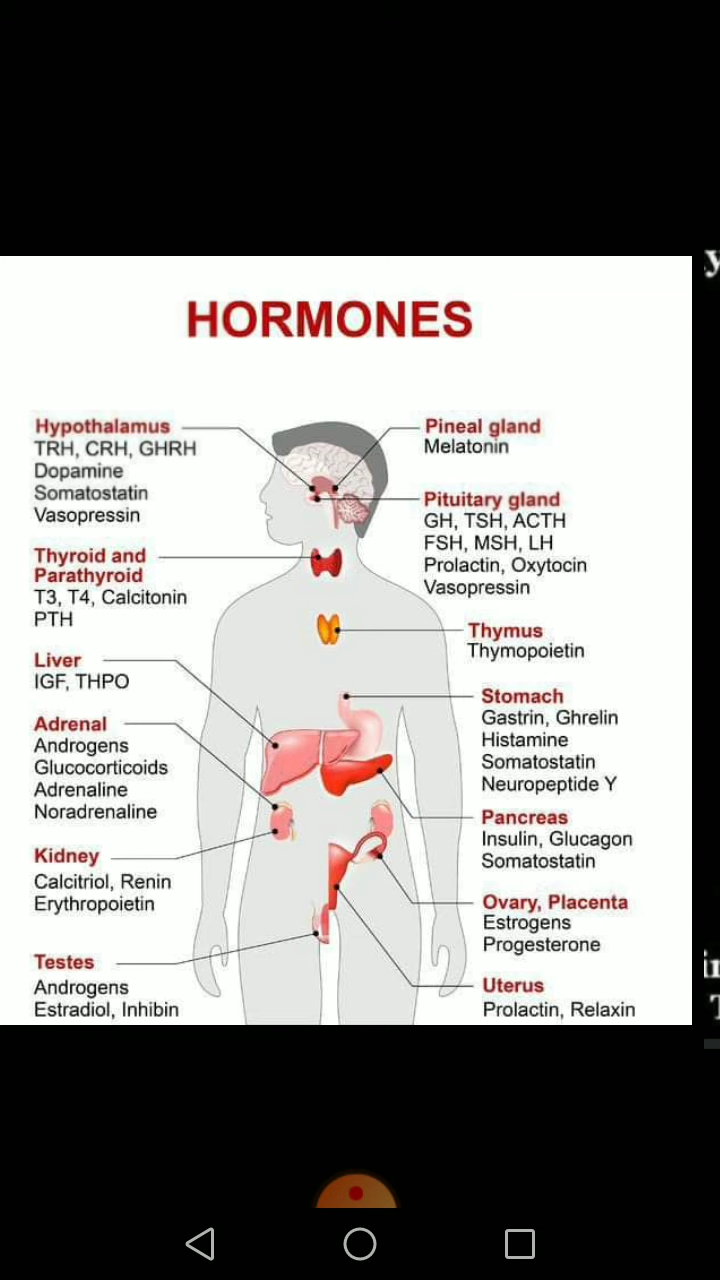 HORMONES
Hypothalamus
TRH, CRH, GHRH
Dopamine
Somatostatin
Vasopressin
Thyroid and
Parathyroid
T3, T4, Calcitonin
PTH
Liver
IGF, THPO
Adrenal
Androgens
Glucocorticoids
Adrenaline
Noradrenaline
Kidney
Calcitriol, Renin
Erythropoietin
Testes
Androgens
Estradiol, Inhibin
Pineal gland
Melatonin
Pituitary gland
GH, TSH, ACTH
FSH, MSH, LH
Prolactin, Oxytocin
Vasopressin
Thymus
Thymopoietin
Stomach
Gastrin, Ghrelin
Histamine
Somatostatin
Neuropeptide Y
Pancreas
Insulin, Glucagon
Somatostatin
Ovary, Placenta
Estrogens
Progesterone
Uterus
Prolactin, Relaxin